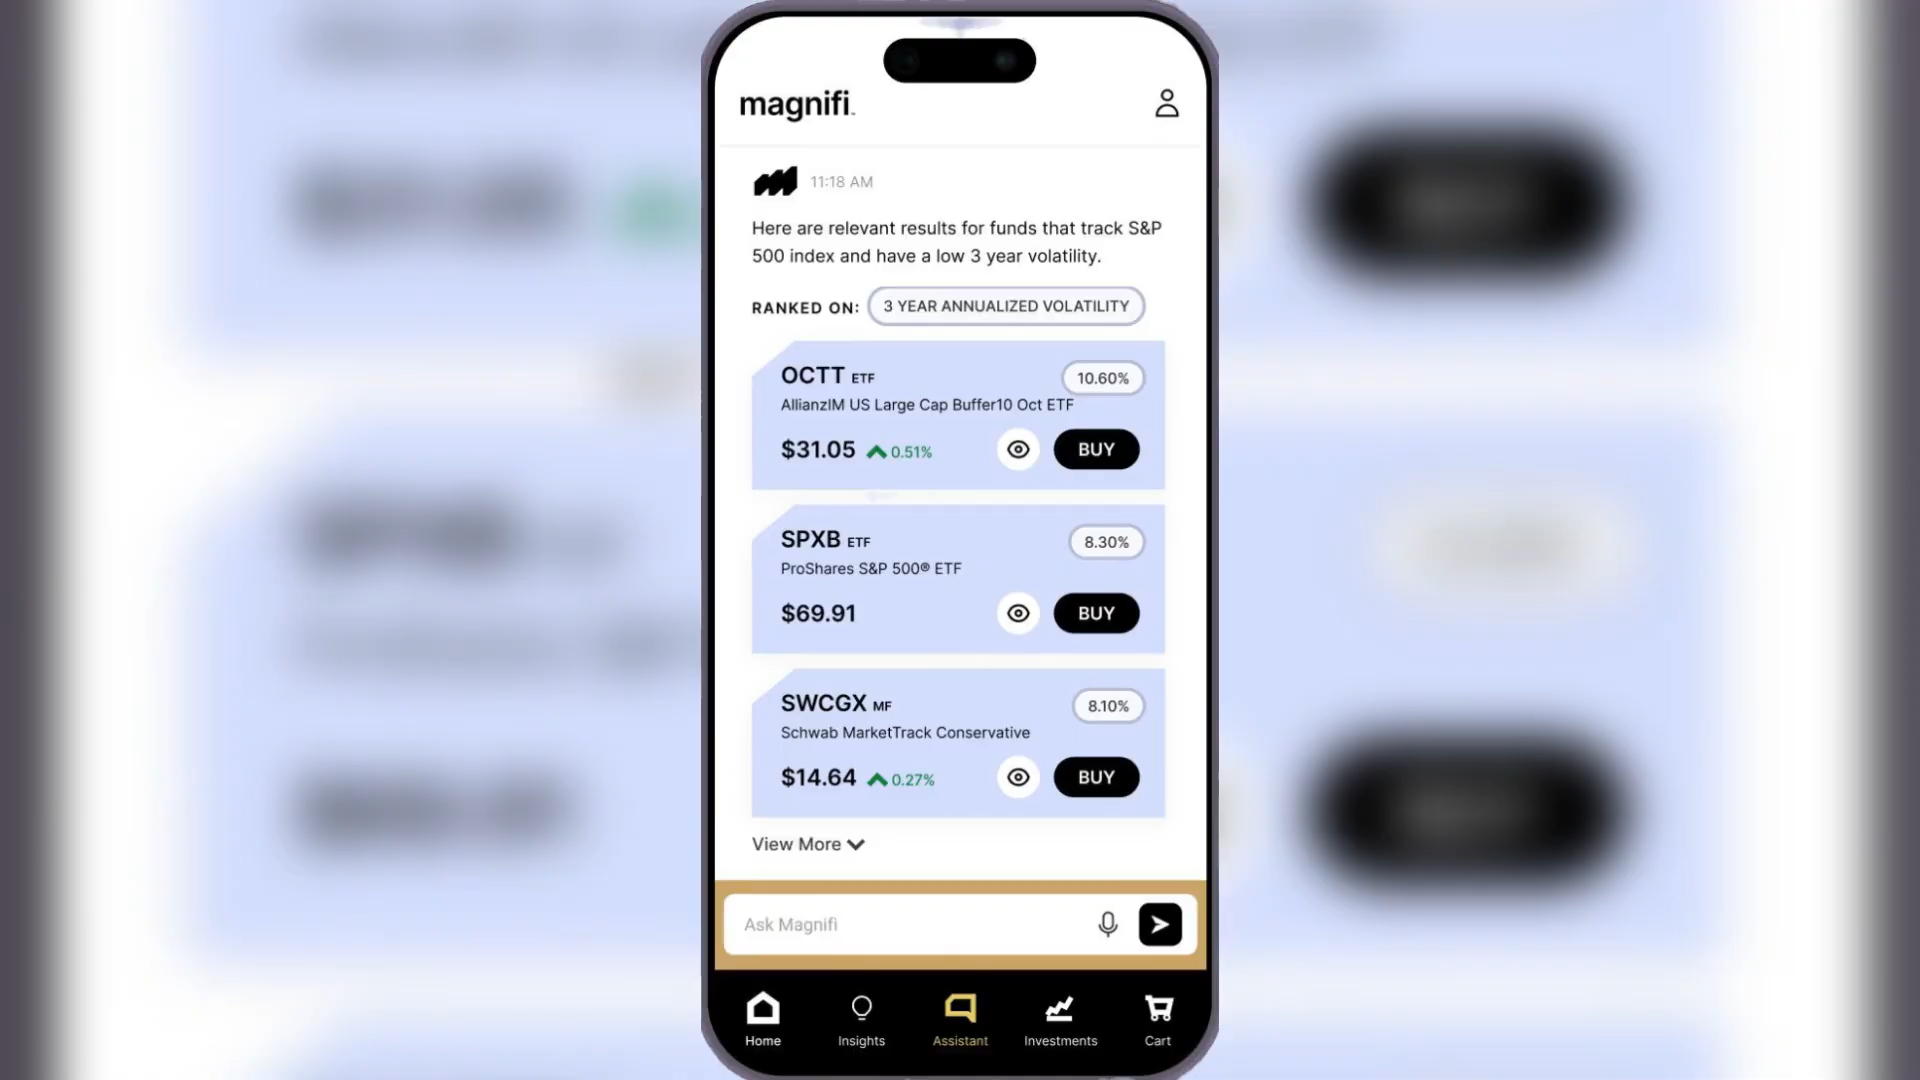 magnifi
11:18 AM
Here are relevant results for funds that track S&P
500 index and have a low 3 year volatility.
RANKED ON: 3 YEAR ANNUALIZED VOLATILITY
OCTT ETF 10.60%
AllianzIM US Large Cap Buffer10 Oct ETF
$31.05 0.51% BUY
SPXB ETF 8.30%
ProShares S&P 500® ETF
$69.91 BUY
SWCGX MF 8.10%
Schwab MarketTrack Conservative
$14.64 0.27% BUY
View More
Ask Magnifi
Home Insights Assistant Investments Cart